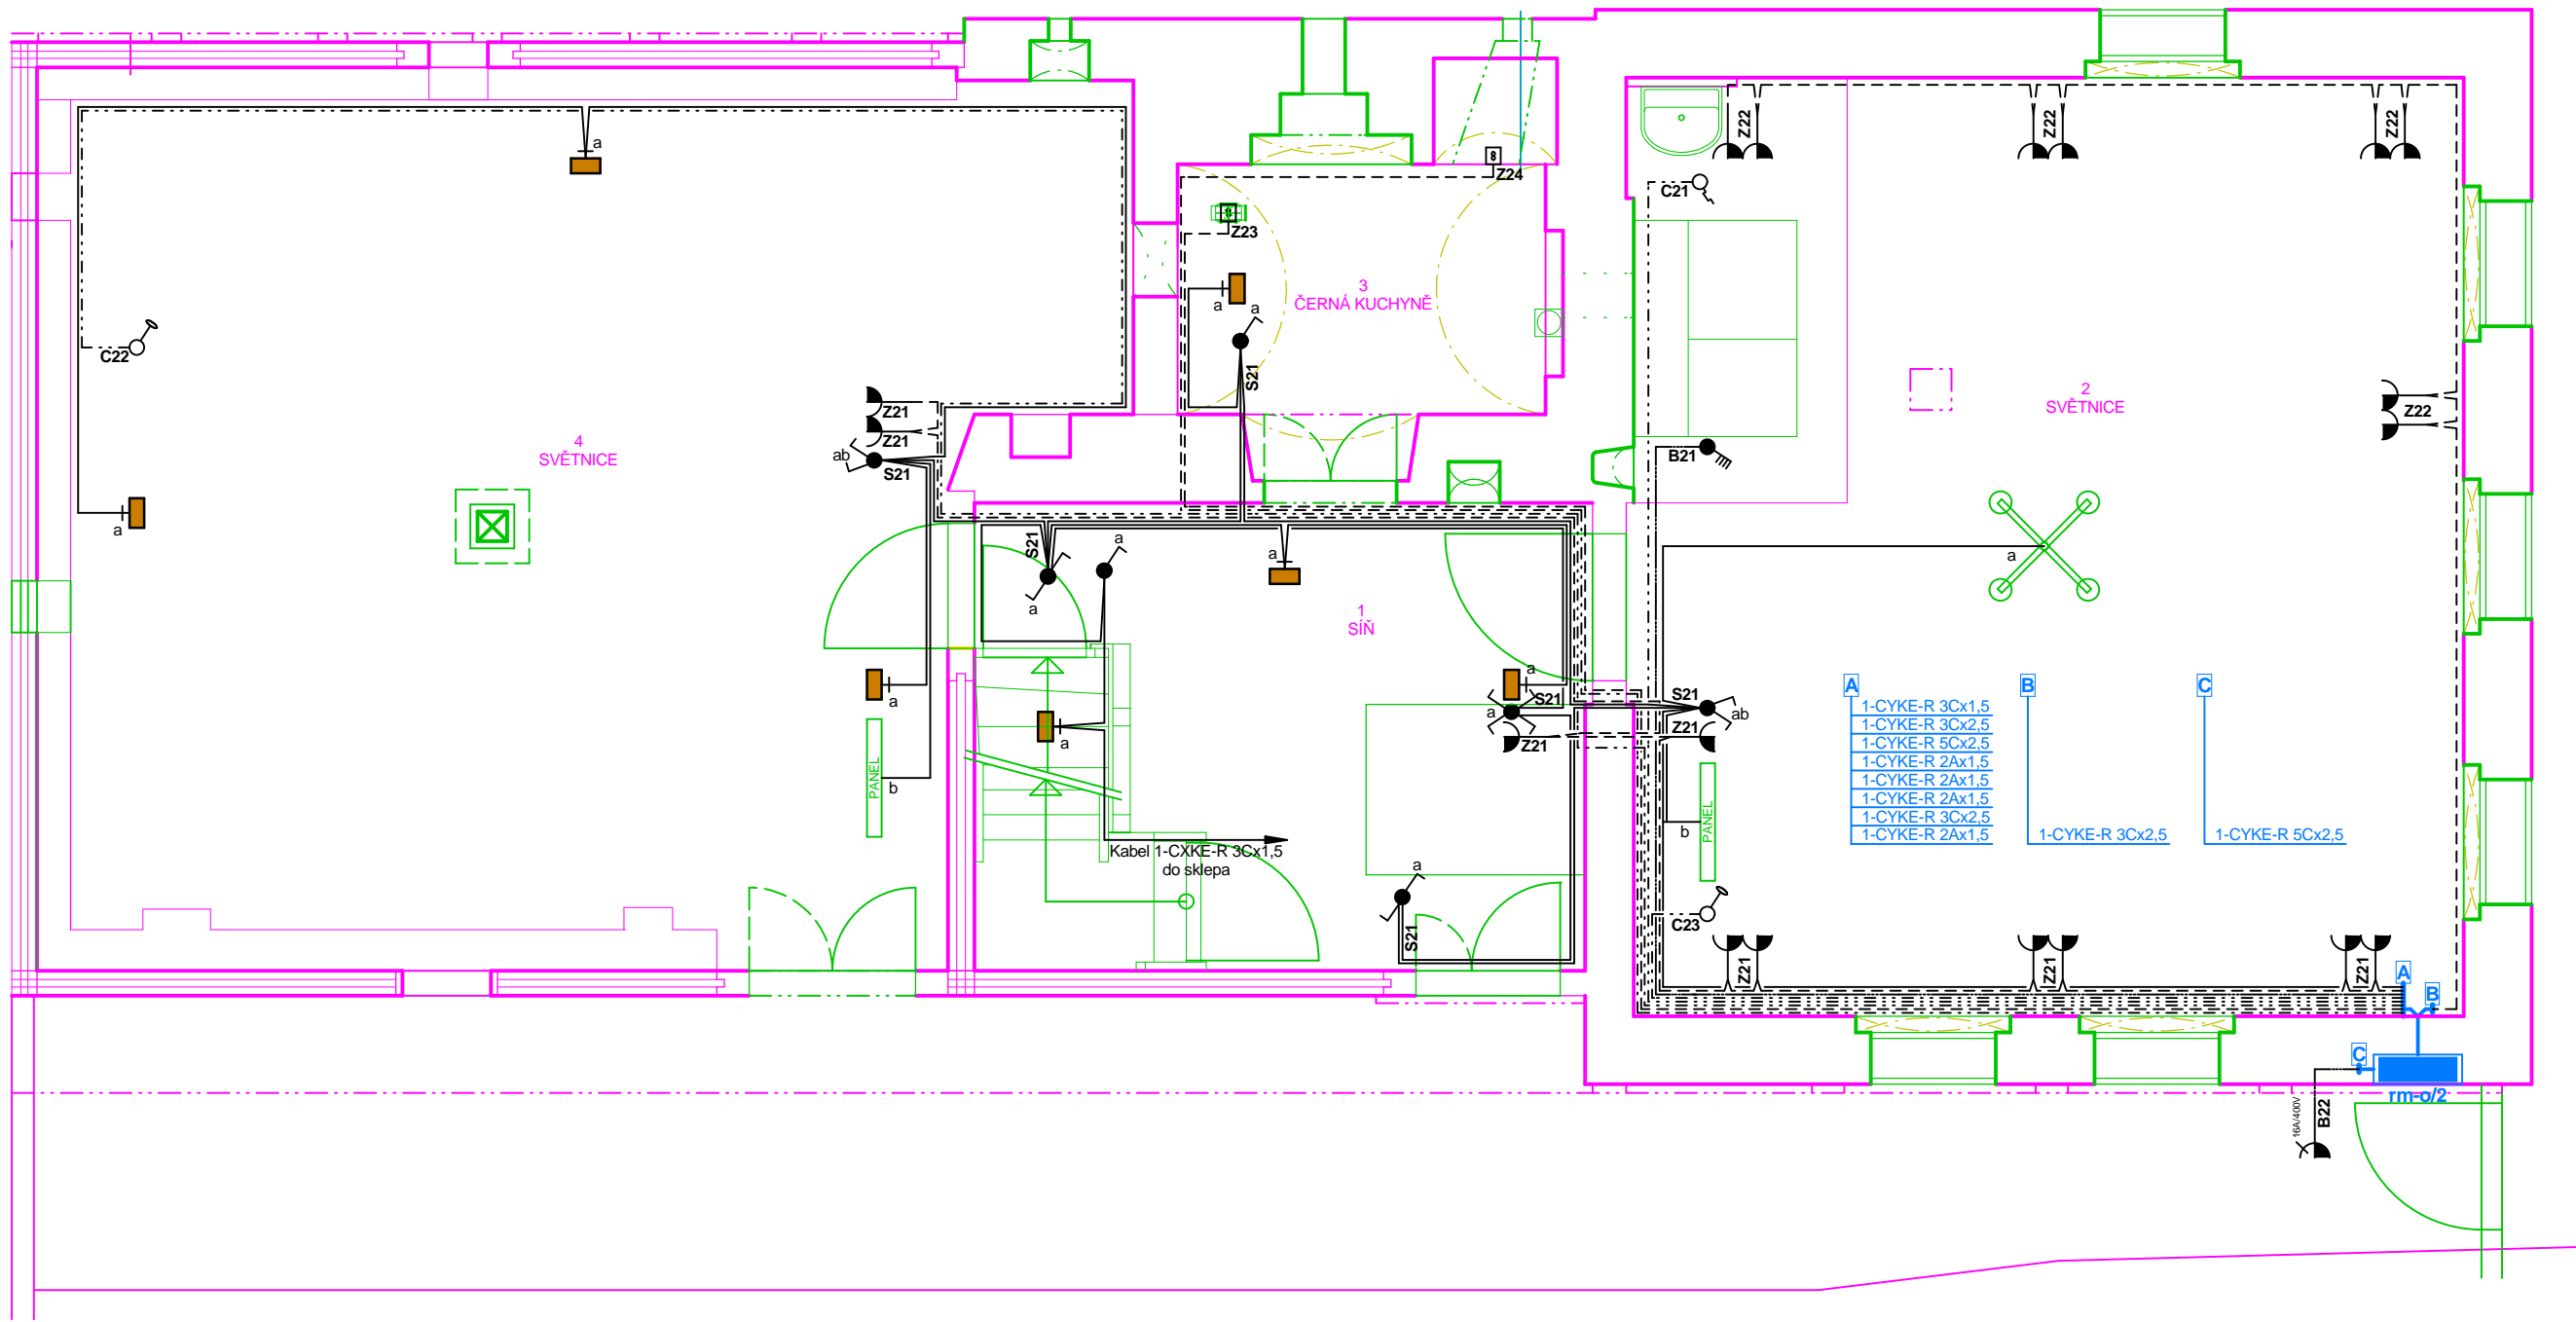 Z22
Z22
Z22
a
8
Z24
C21
Z23
3
ČERNÁ KUCHYNĚ
a
a
C22
S21
2
SVĚTNICE
Z21
Z21
Z22
4
SVĚTNICE
ab
S21
B21
a
S21
a
a
a
a
1
SÍŇ
a
a
S21
a
a
Z21
S21
ab
Z21
a
PANEL
b
PANEL
b
A
1-CYKE-R 3Cx1,5
1-CYKE-R 3Cx2,5
1-CYKE-R 5Cx2,5
1-CYKE-R 2Ax1,5
1-CYKE-R 2Ax1,5
1-CYKE-R 2Ax1,5
1-CYKE-R 3Cx2,5
1-CYKE-R 2Ax1,5
B
1-CYKE-R 3Cx2,5
C
1-CYKE-R 5Cx2,5
Kabel 1-CXKE-R 3Cx1,5
do sklepa
a
S21
C23
Z21
Z21
Z21
A
B
C
rm-o/2
16A/400V
B22